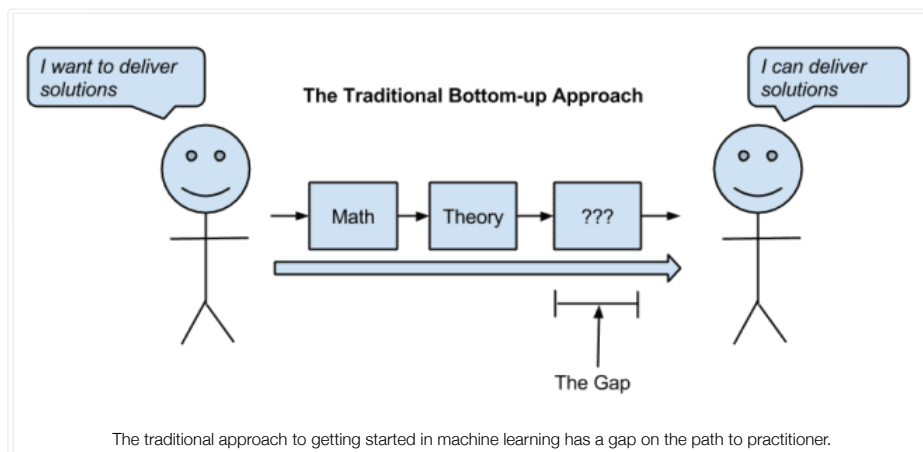 I want to deliver
solutions
The Traditional Bottom-up Approach
I can deliver
solutions
Math
Theory
???
The Gap
The traditional approach to getting started in machine learning has a gap on the path to practitioner.